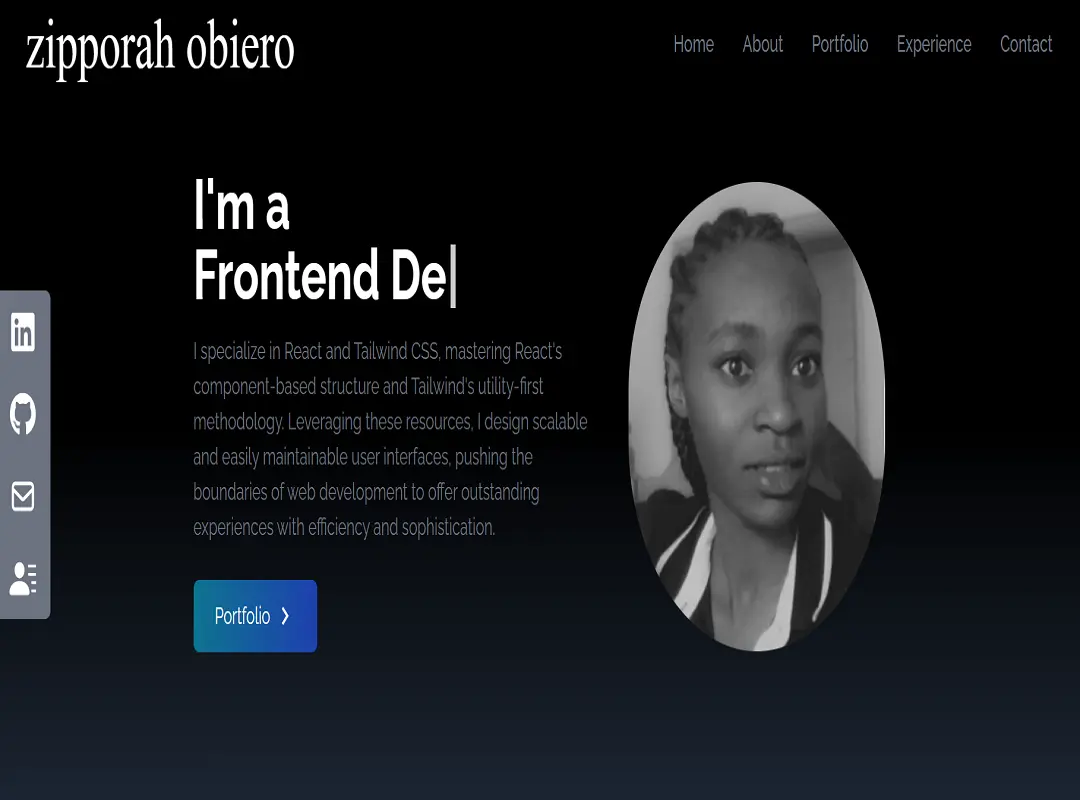 zipporah obiero
Home About Portfolio Experience Contact
I'm a
Frontend De
I specialize in React and Tailwind CSS, mastering React's
component-based structure and Tailwind's utility-first
methodology. Leveraging these resources, I design scalable
and easily maintainable user interfaces, pushing the
boundaries of web development to offer outstanding
experiences with efficiency and sophistication.
in
Portfolio